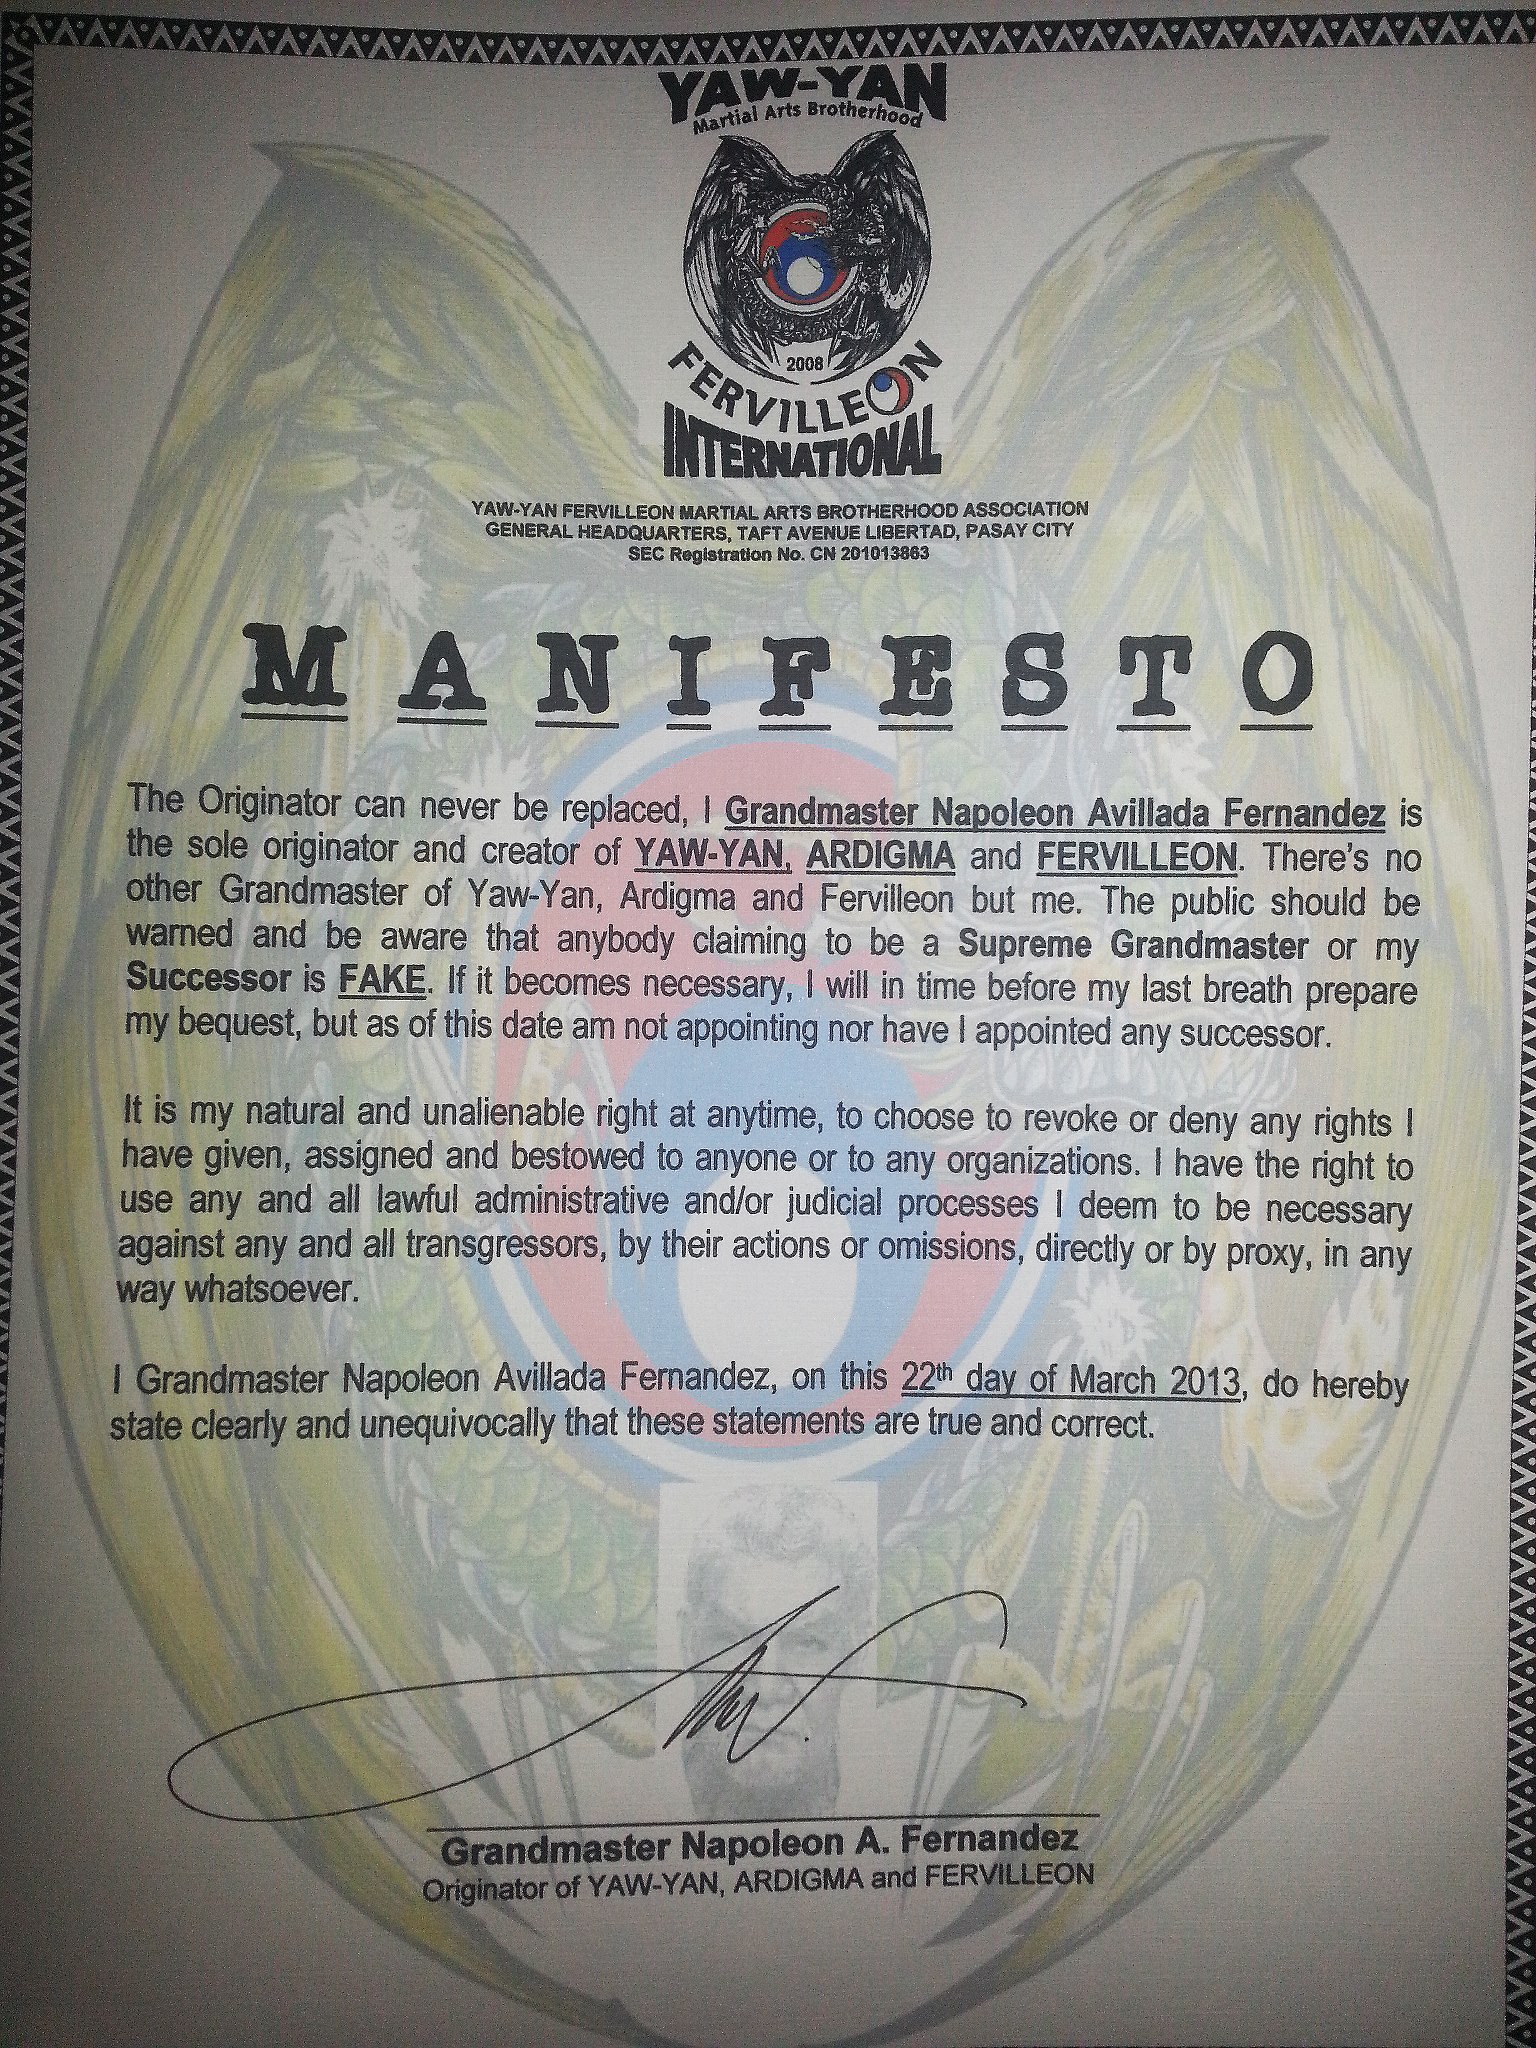 YAW-YAN
Martial Arts Brotherhood
2008
FERVILLEON
INTERNATIONAL
YAW-YAN FERVILLEON MARTIAL ARTS BROTHERHOOD ASSOCIATION
GENERAL HEADQUARTERS, TAFT AVENUE LIBERTAD, PASAY CITY
SEC Registration No. CN 201013863
MANIFESTO
The Originator can never be replaced, I Grandmaster Napoleon Avillada Fernandez is
the sole originator and creator of YAW-YAN, ARDIGMA and FERVILLEON. There's no
other Grandmaster of Yaw-Yan, Ardigma and Fervilleon but me. The public should be
warned and be aware that anybody claiming to be a Supreme Grandmaster or my
Successor is FAKE. If it becomes necessary, I will in time before my last breath prepare
my bequest, but as of this date am not appointing nor have I appointed any successor.
It is my natural and unalienable right at anytime, to choose to revoke or deny any rights I
have given, assigned and bestowed to anyone or to any organizations. I have the right to
use any and all lawful administrative and/or judicial processes I deem to be necessary
against any and all transgressors, by their actions or omissions, directly or by proxy, in any
way whatsoever.
I Grandmaster Napoleon Avillada Fernandez, on this 22th day of March 2013, do hereby
state clearly and unequivocally that these statements are true and correct.
Grandmaster Napoleon A. Fernandez
Originator of YAW-YAN, ARDIGMA and FERVILLEON